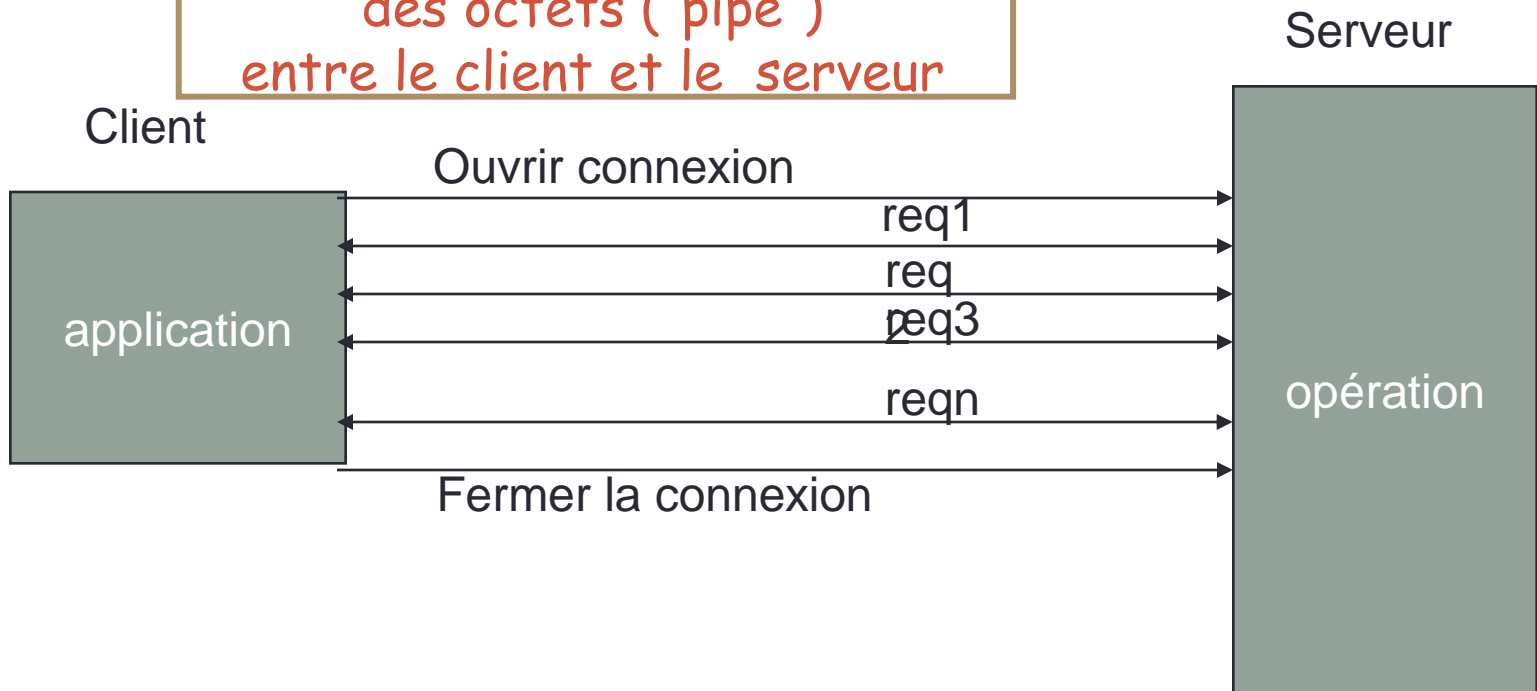 des octets ( pipe )
entre le client et le serveur
Serveur
Client
Ouvrir connexion
req1
req
2
req3
application
reqn
opération
Fermer la connexion